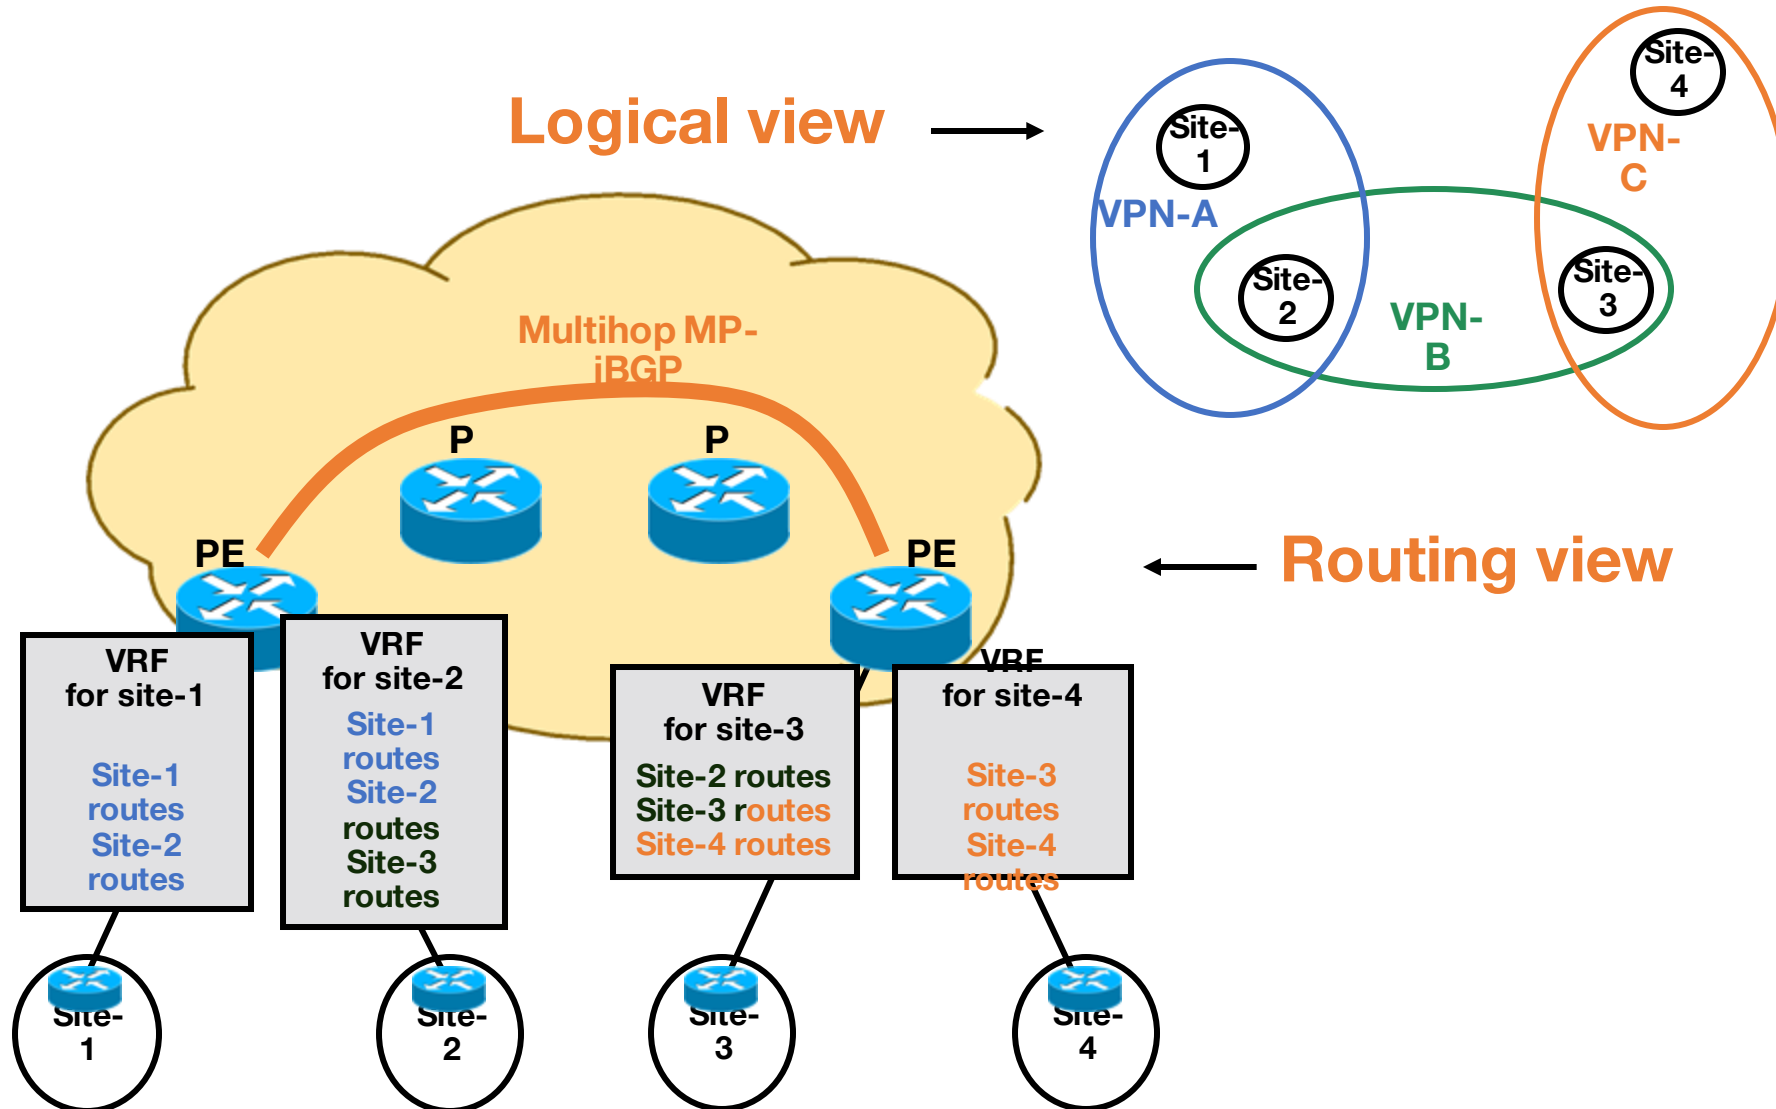 Logical view
Site-
1
VPN-A
Site-
2
VPN-
B
Site-
3
Site-
4
VPN-
C
Multihop MP-
iBGP
P
P
PE
PE
Routing view
VRF
for site-1
Site-1
routes
Site-2
routes
VRF
for site-2
Site-1
routes
Site-2
routes
Site-3
routes
VRF
for site-3
Site-2 routes
Site-3 routes
Site-4 routes
VRF
for site-4
Site-3
routes
Site-4
routes
Site-
1
Site-
2
Site-
3
Site-
4